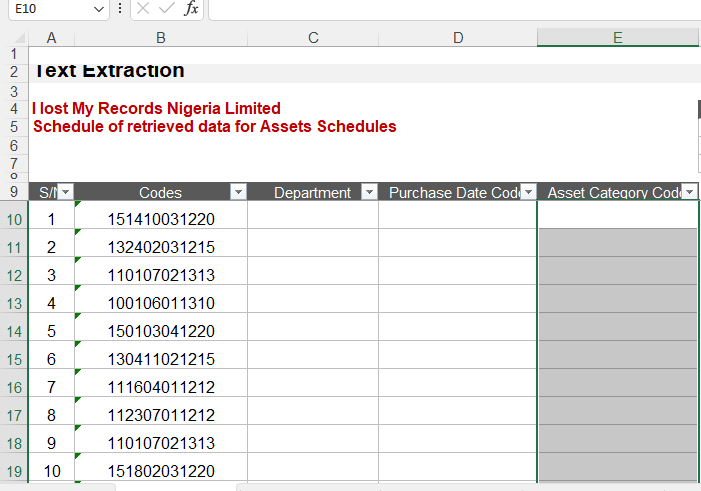 E10 fx
A B C D E
1
2 Text Extraction
3
4 I lost My Records Nigeria Limited
5 Schedule of retrieved data for Assets Schedules
6
7
8
9 S/N Codes Department Purchase Date Code Asset Category Code
10 1 151410031220
11 2 132402031215
12 3 110107021313
13 4 100106011310
14 5 150103041220
15 6 130411021215
16 7 111604011212
17 8 112307011212
18 9 110107021313
19 10 151802031220